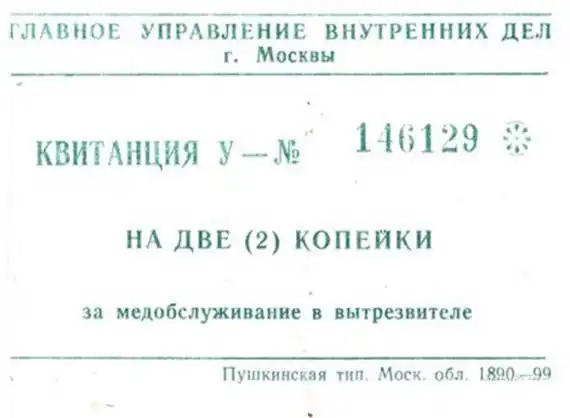 ГЛАВНОЕ УПРАВЛЕНИЕ ВНУТРЕННИХ ДЕЛ
г. Москвы
КВИТАНЦИЯ У — № 146129
НА ДВЕ (2) КОПЕЙКИ
за медобслуживание в вытрезвителе
Пушкинская тип. Моск. обл. 1890—99